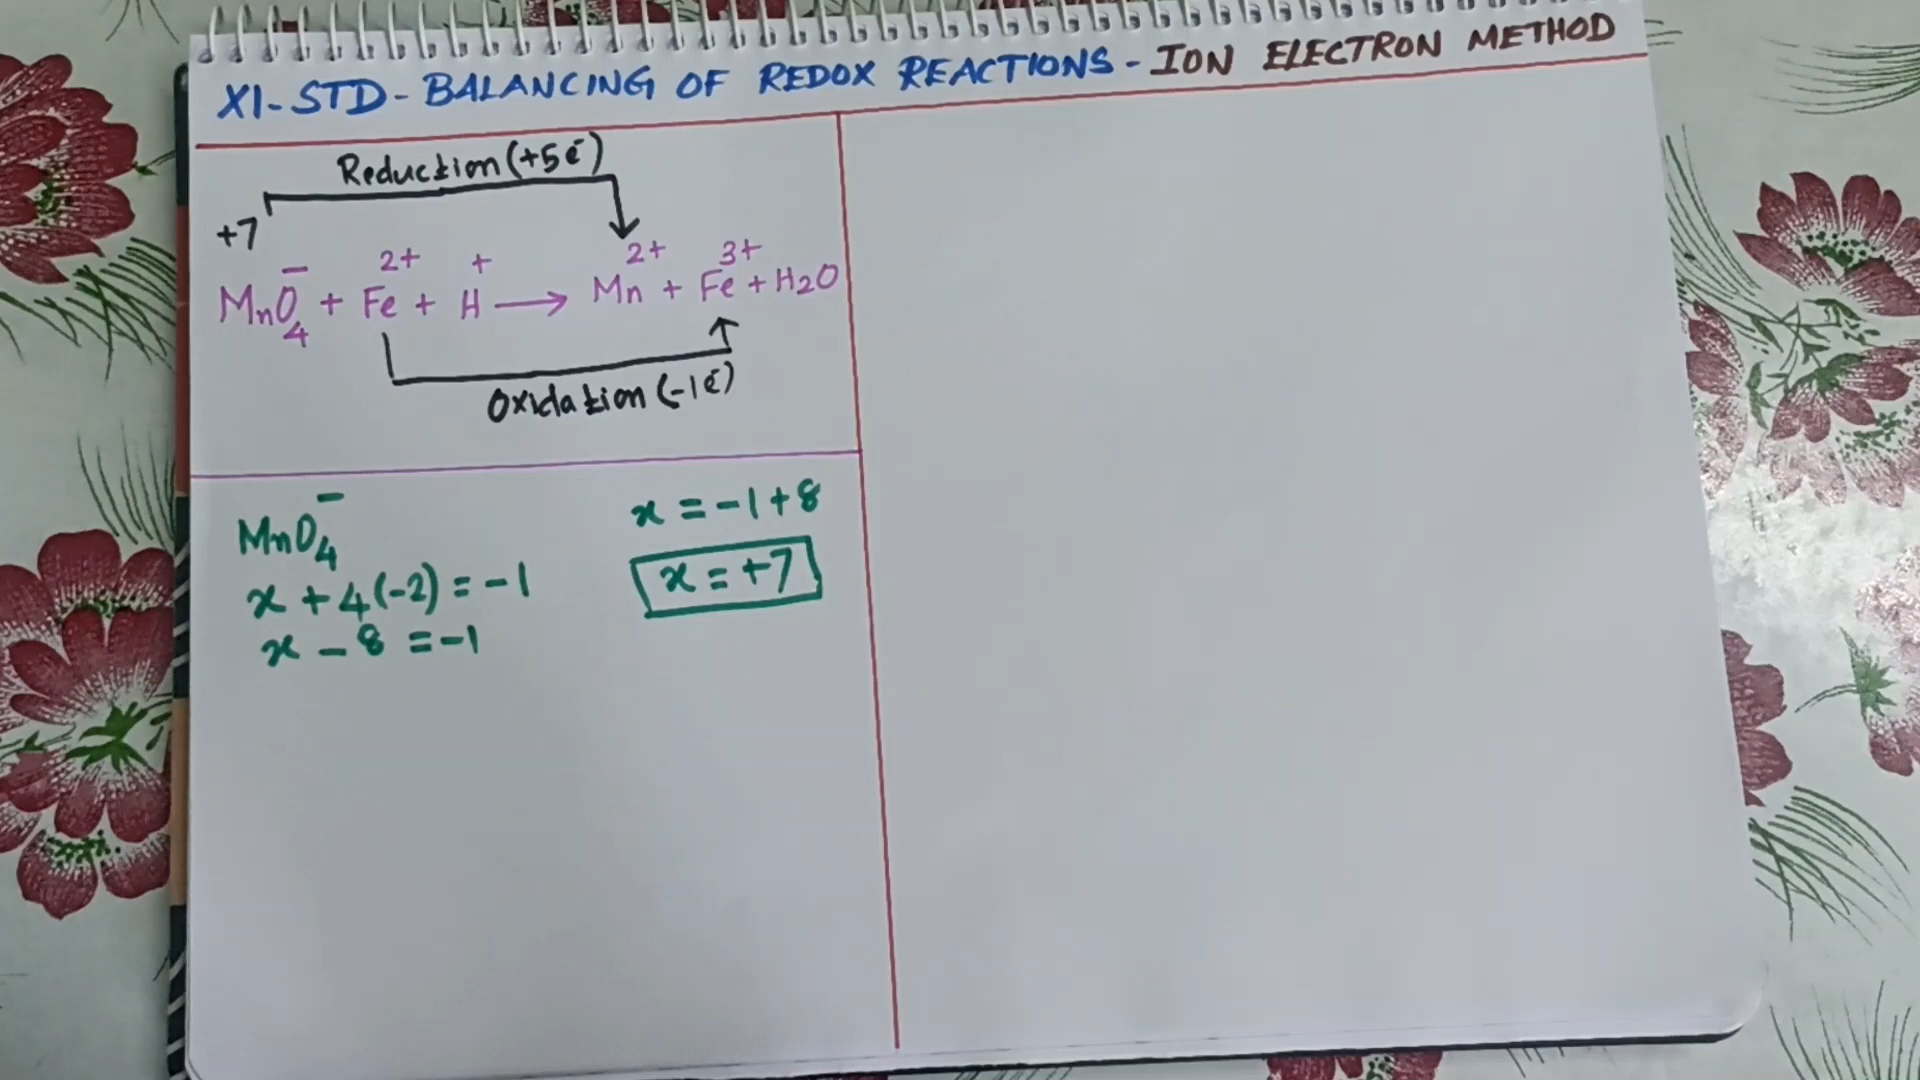 XI-STD-BALANCING OF REDOX REACTIONS-ION ELECTRON METHOD
Reduction (+5e⁻)
+7
MnO₄⁻ + Fe²⁺ + H⁺ ⟶ Mn²⁺ + Fe³⁺ + H2O
Oxidation (-1e⁻)
MnO₄⁻
x + 4(-2) = -1
x - 8 = -1
x = -1+8
x = +7